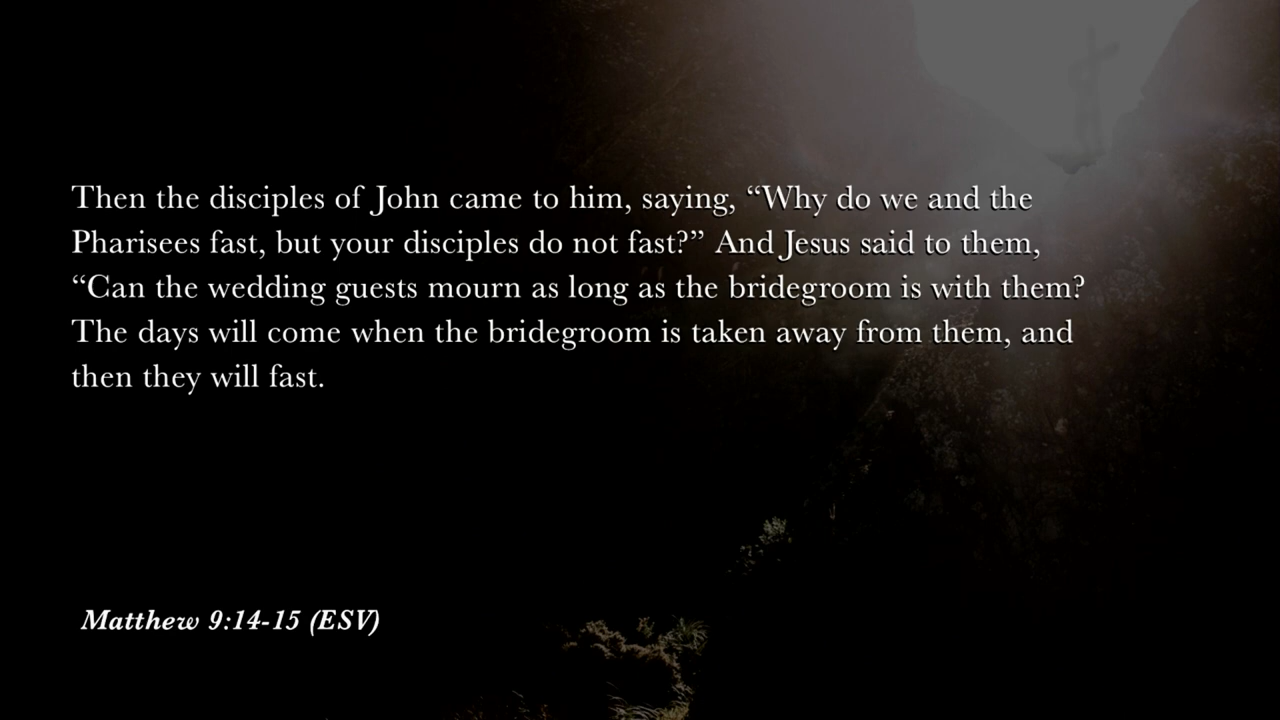 Then the disciples of John came to him, saying, “Why do we and the
Pharisees fast, but your disciples do not fast?” And Jesus said to them,
“Can the wedding guests mourn as long as the bridegroom is with them?
The days will come when the bridegroom is taken away from them, and
then they will fast.
Matthew 9:14-15 (ESV)